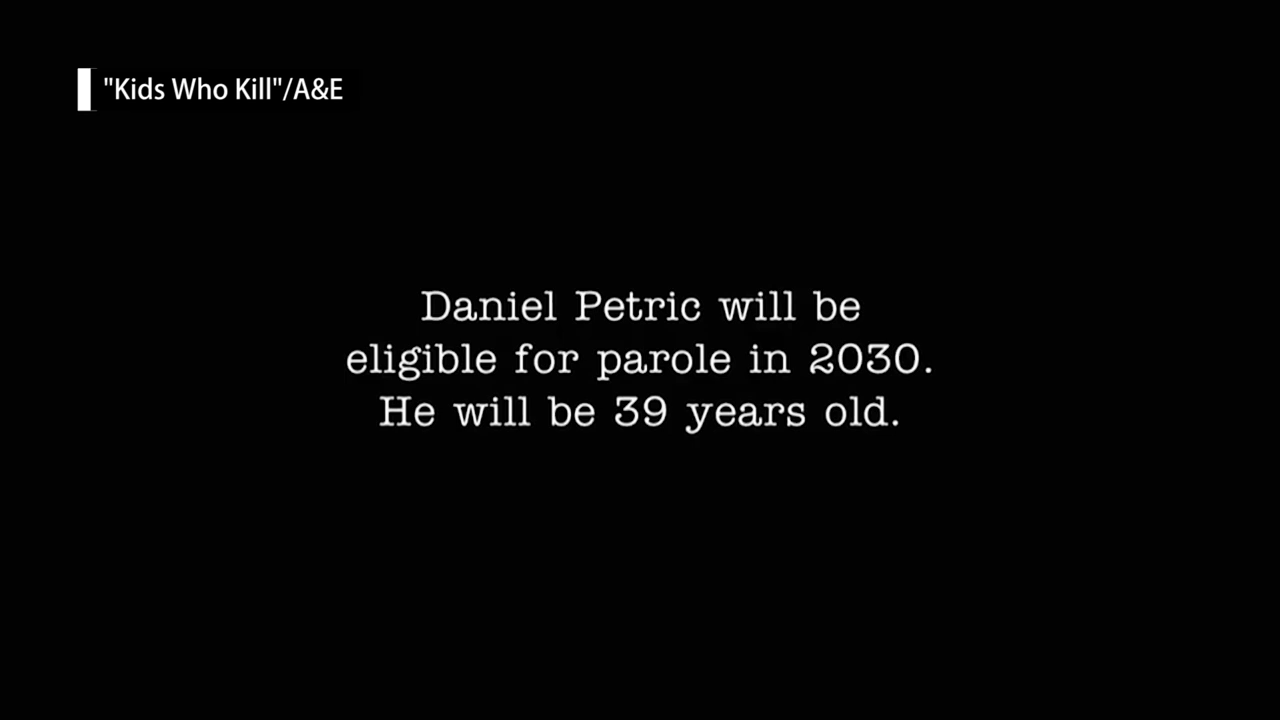 "Kids Who Kill"/A&E
Daniel Petric will be
eligible for parole in 2030.
He will be 39 years old.